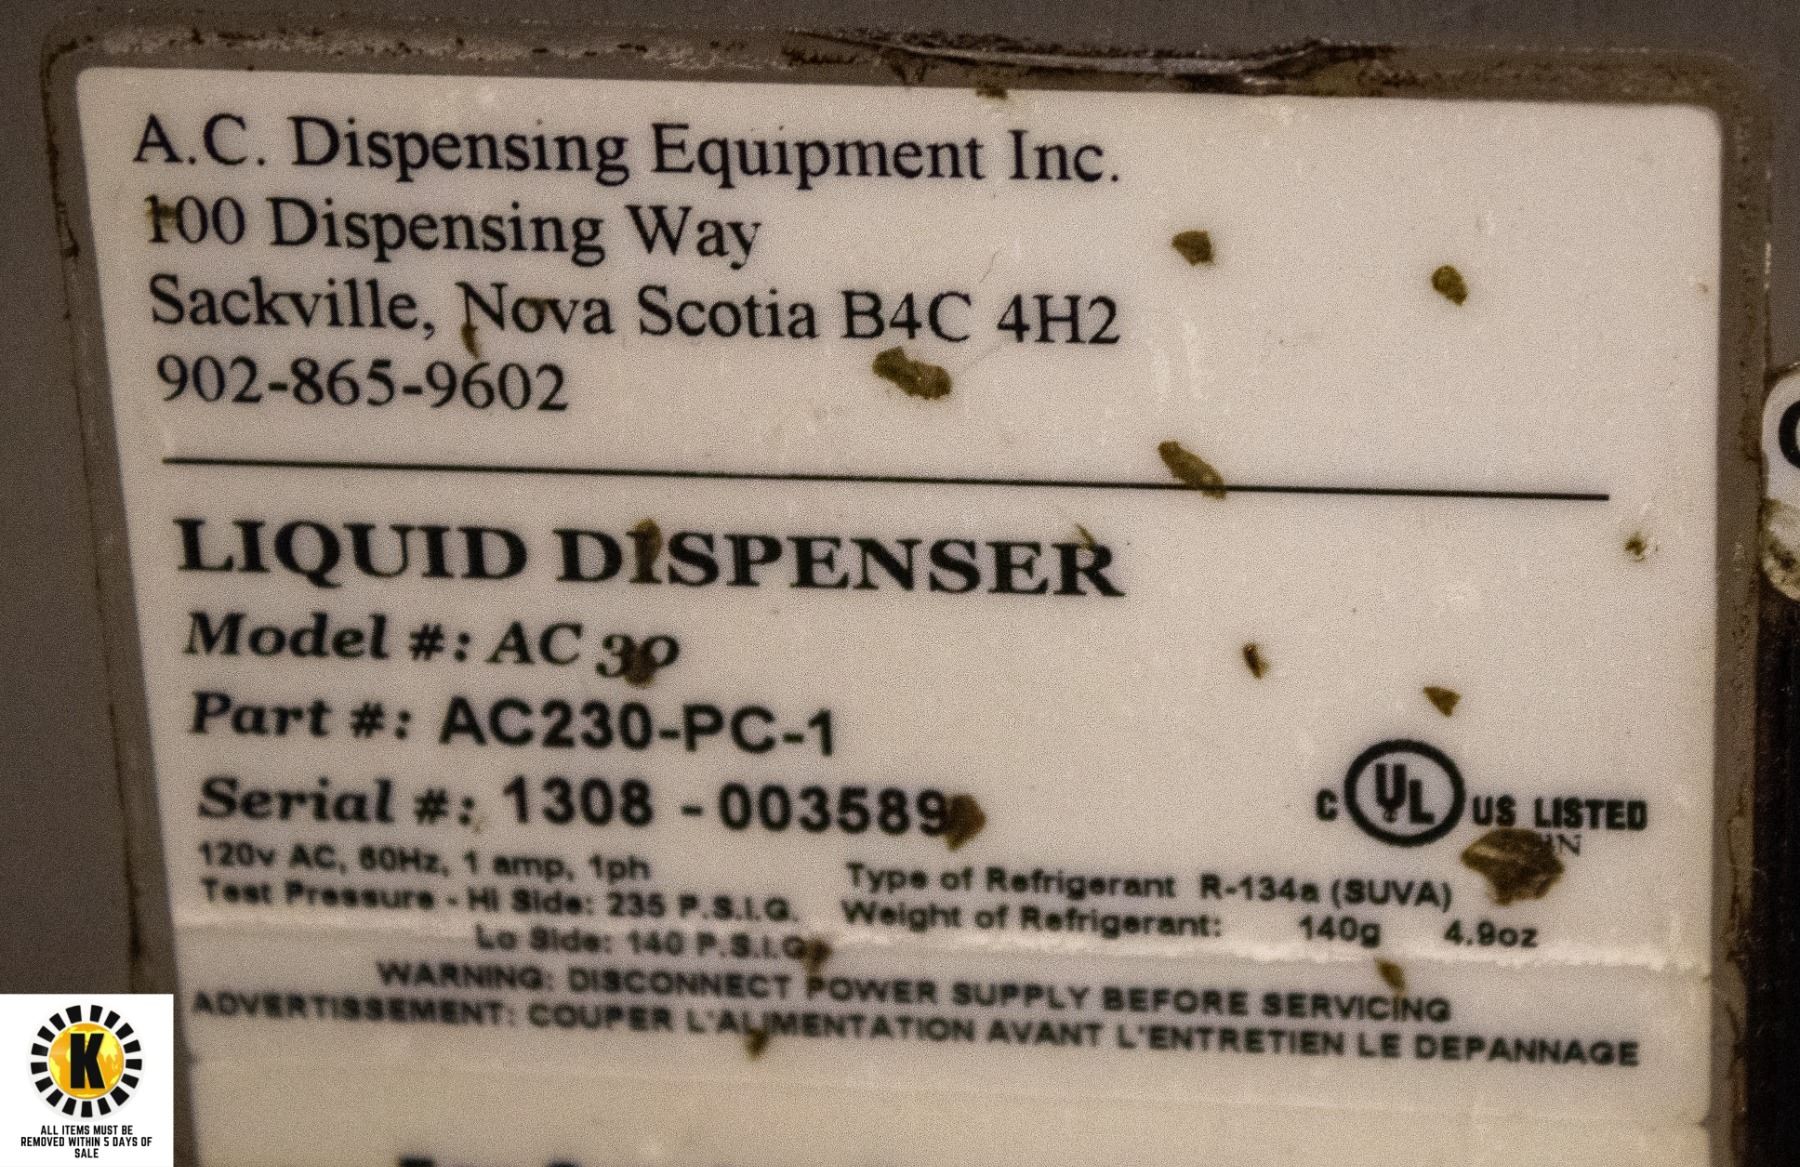 A.C. Dispensing Equipment Inc.
100 Dispensing Way
Sackville, Nova Scotia B4C 4H2
902-865-9602
LIQUID DISPENSER
Model #: AC 30
Part #: AC230-PC-1
Serial #: 1308 -003589
C UL US LISTED
120v AC, 60Hz, 1 amp, 1ph
Type of Refrigerant R-134a (SUVA)
Test Pressure - Hi Side: 235 P.S.I.G.
Weight of Refrigerant: 140g 4.9oz
Lo Side: 140 P.S.I.G
WARNING: DISCONNECT POWER SUPPLY BEFORE SERVICING
ADVERTISSEMENT: COUPER L'ALIMENTATION AVANT L'ENTRETIEN LE DEPANNAGE
K
ALL ITEMS MUST BE
REMOVED WITHIN 5 DAYS OF
SALE